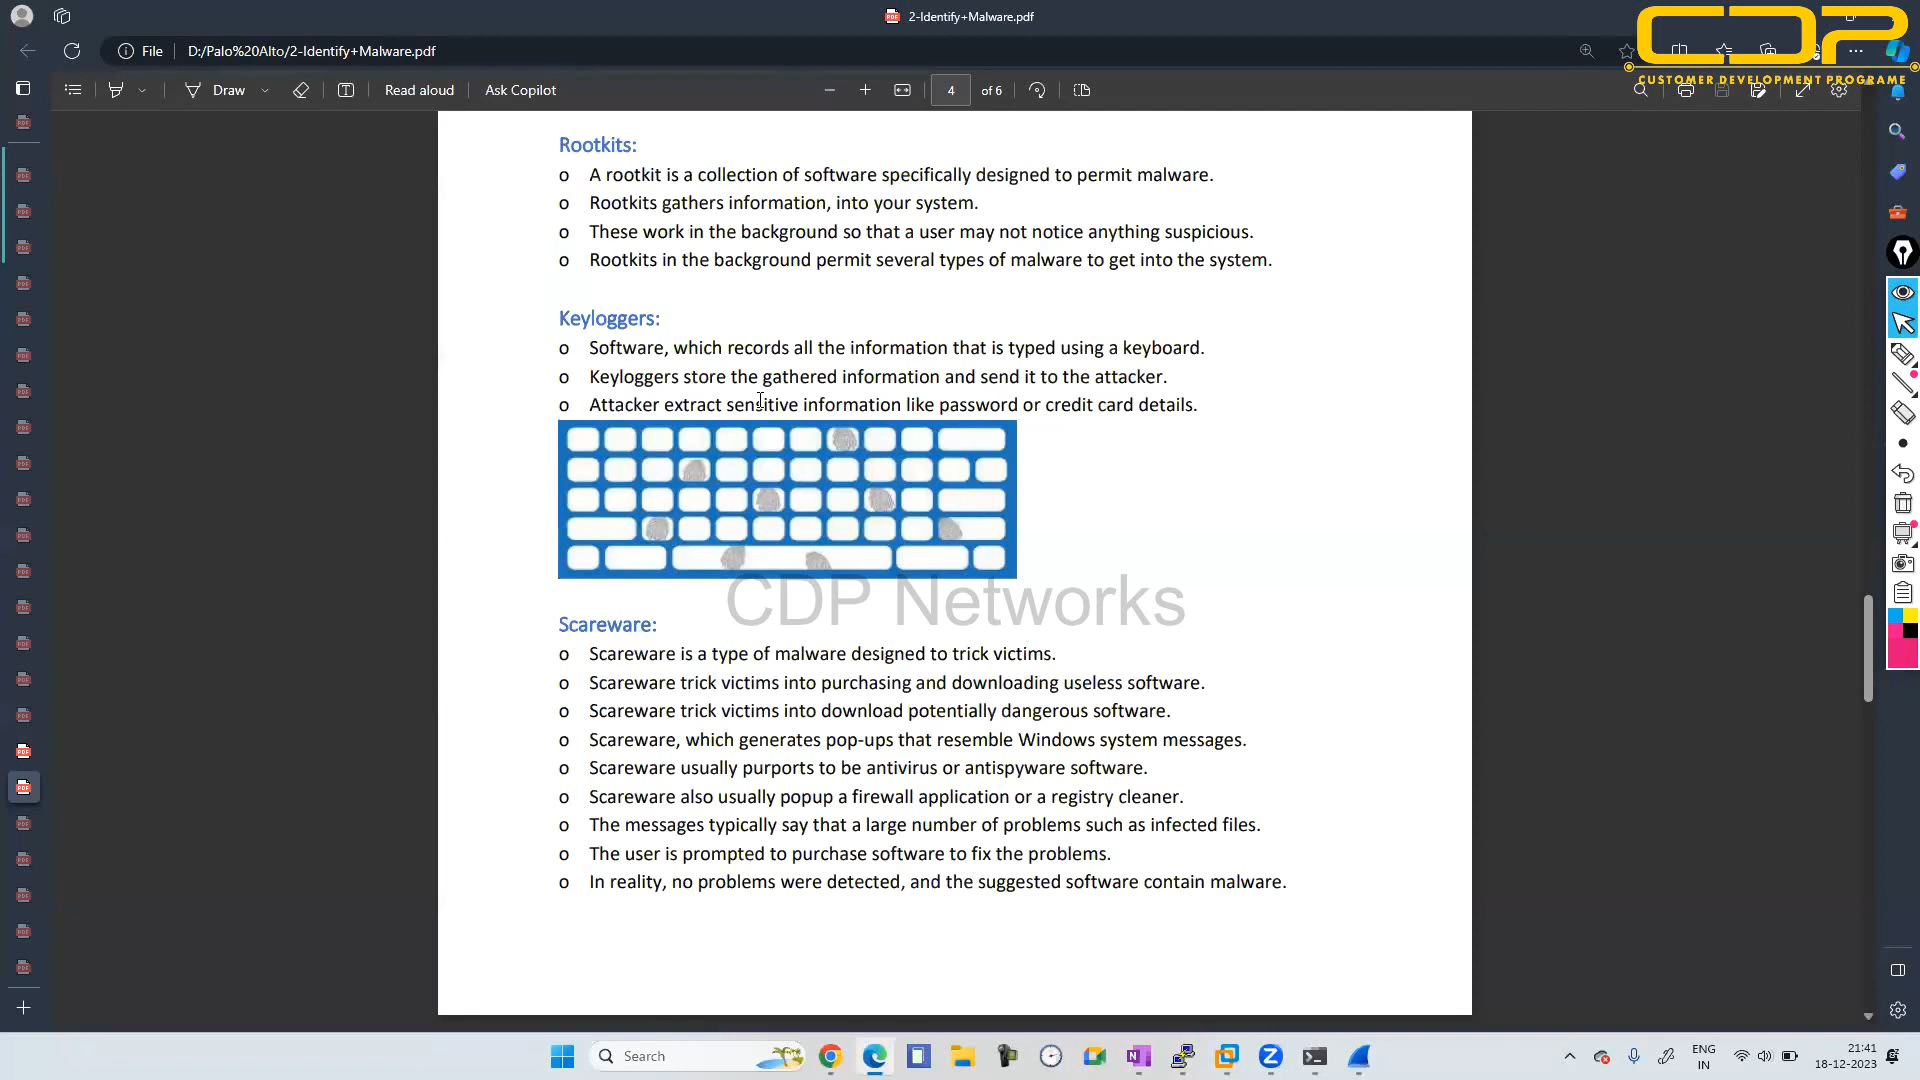 2-Identify+Malware.pdf
File
D:/Palo%20Alto/2-Identify+Malware.pdf
CDP
CUSTOMER DEVELOPMENT PROGRAME
Draw
Read aloud
Ask Copilot
4
of 6
Rootkits:
o A rootkit is a collection of software specifically designed to permit malware.
o Rootkits gathers information, into your system.
o These work in the background so that a user may not notice anything suspicious.
o Rootkits in the background permit several types of malware to get into the system.
Keyloggers:
o Software, which records all the information that is typed using a keyboard.
o Keyloggers store the gathered information and send it to the attacker.
o Attacker extract sensitive information like password or credit card details.
CDP Networks
Scareware:
o Scareware is a type of malware designed to trick victims.
o Scareware trick victims into purchasing and downloading useless software.
o Scareware trick victims into download potentially dangerous software.
o Scareware, which generates pop-ups that resemble Windows system messages.
o Scareware usually purports to be antivirus or antispyware software.
o Scareware also usually popup a firewall application or a registry cleaner.
o The messages typically say that a large number of problems such as infected files.
o The user is prompted to purchase software to fix the problems.
o In reality, no problems were detected, and the suggested software contain malware.
Search
ENG
IN
21:41
18-12-2023